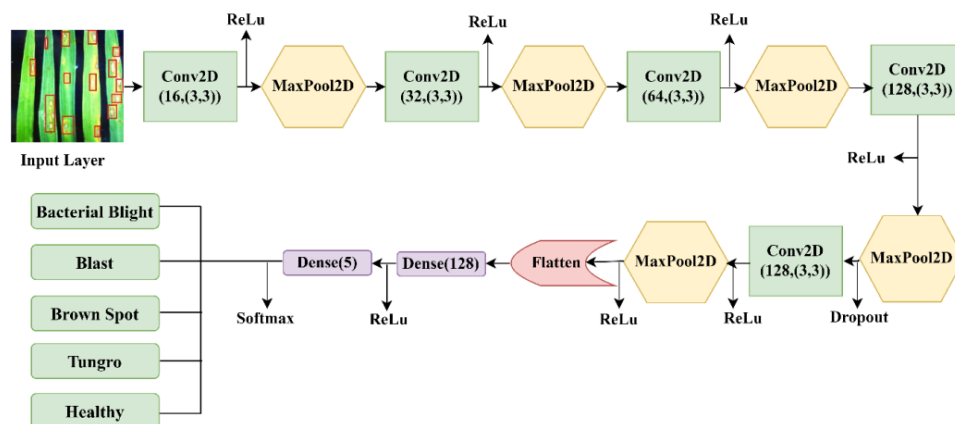 ReLu
ReLu
ReLu
Conv2D
(16,(3,3))
MaxPool2D
Conv2D
(32,(3,3))
MaxPool2D
Conv2D
(64,(3,3))
MaxPool2D
Conv2D
(128,(3,3))
Input Layer
ReLu
Bacterial Blight
Blast
Brown Spot
Tungro
Healthy
Softmax
Dense(5)
ReLu
Dense(128)
Flatten
ReLu
MaxPool2D
ReLu
Conv2D
(128,(3,3))
Dropout
MaxPool2D